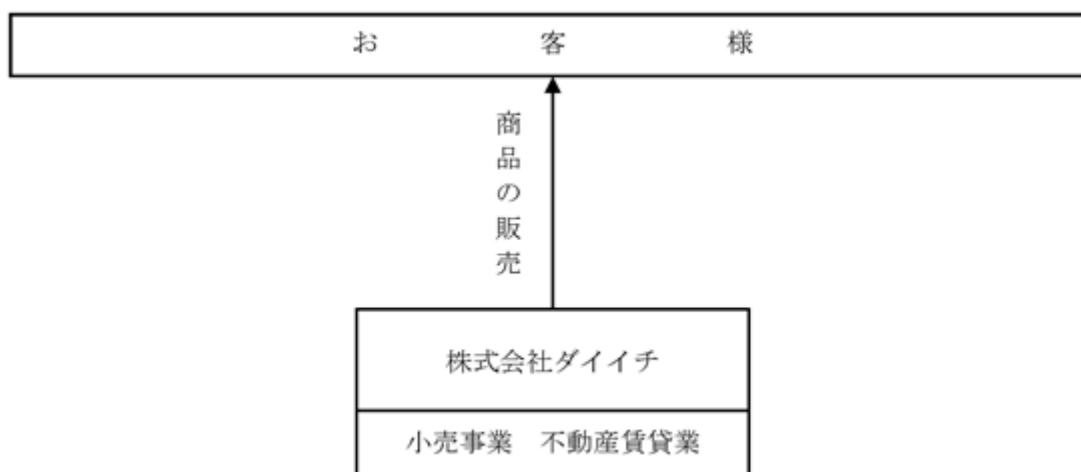 お客様
商品の販売
株式会社ダイイチ
小売事業　不動産賃貸業